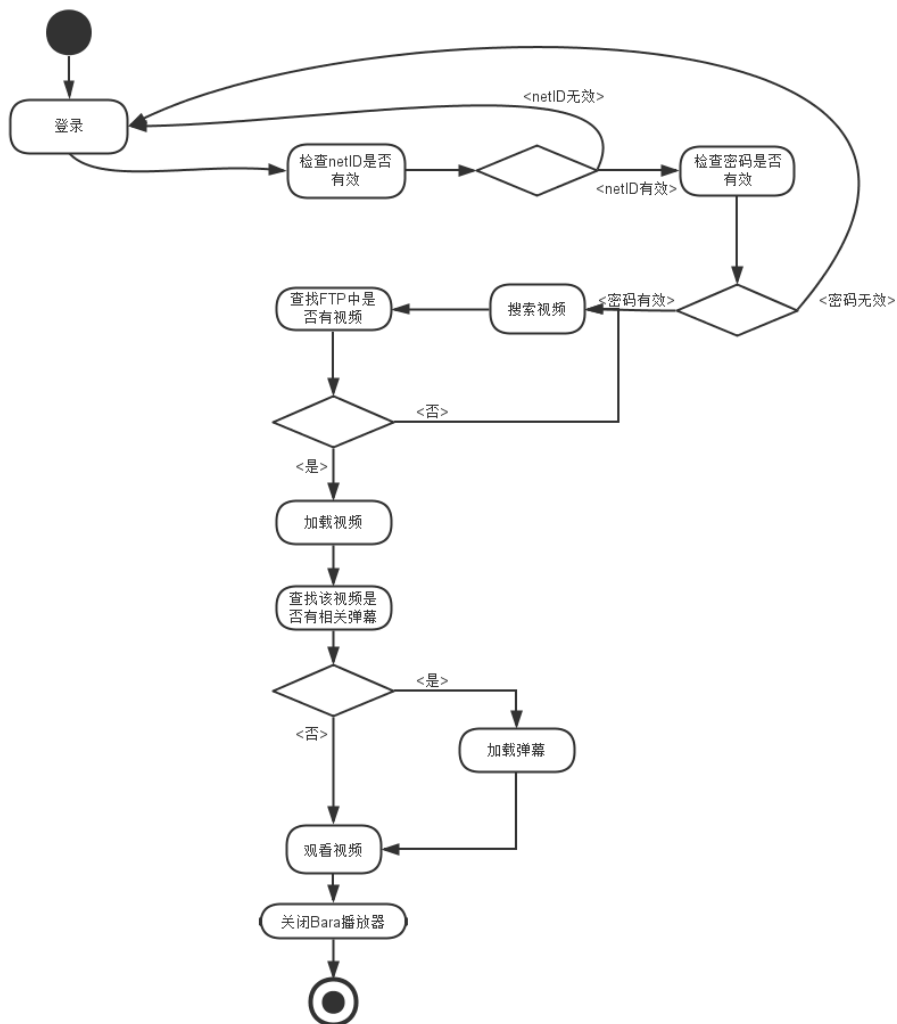 <netID无效>
登录
检查netID是否
有效
<netID有效>
检查密码是否
有效
查找FTP中是
否有视频
搜索视频
<密码有效>
<密码无效>
<否>
<是>
加载视频
查找该视频是
否有相关弹幕
<是>
<否>
加载弹幕
观看视频
关闭Bara播放器